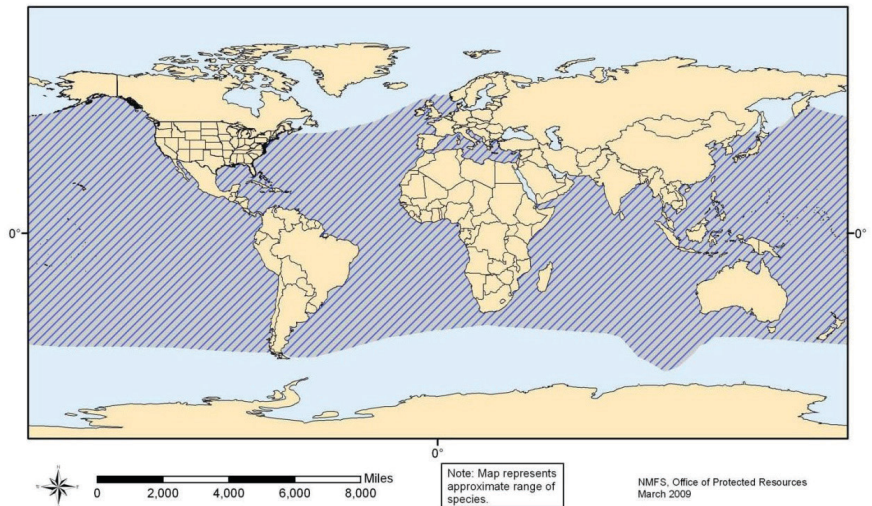 0°
0°
0°
Miles
0 2,000 4,000 6,000 8,000
Note: Map represents
approximate range of
species.
NMFS, Office of Protected Resources
March 2009